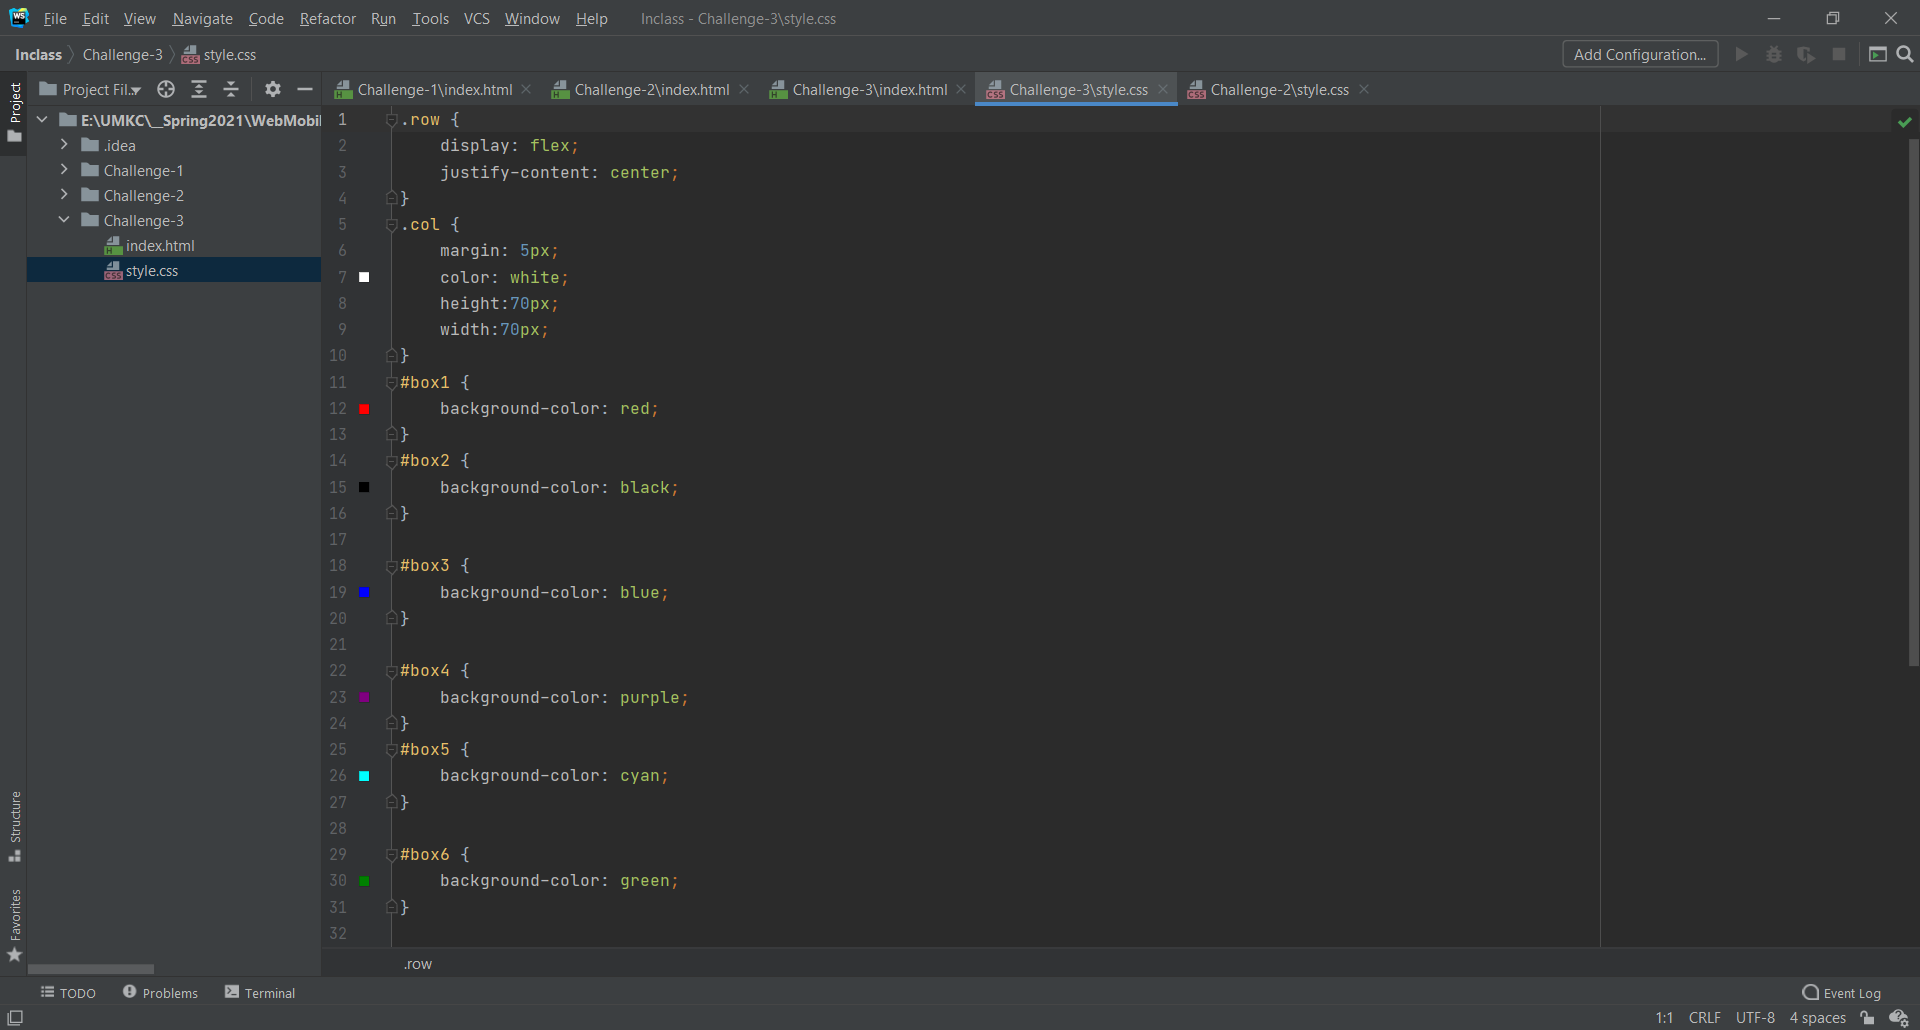 WS File Edit View Navigate Code Refactor Run Tools VCS Window Help Inclass - Challenge-3\style.css
Inclass Challenge-3 style.css Add Configuration...
Project Project Fil.. Challenge-1\index.html Challenge-2\index.html Challenge-3\index.html Challenge-3\style.css Challenge-2\style.css
E:\UMKC\_Spring2021\WebMobil
.idea
Challenge-1
Challenge-2
Challenge-3
index.html
style.css
1 .row {
2     display: flex;
3     justify-content: center;
4 }
5 .col {
6     margin: 5px;
7     color: white;
8     height:70px;
9     width:70px;
10 }
11 #box1 {
12     background-color: red;
13 }
14 #box2 {
15     background-color: black;
16 }
17
18 #box3 {
19     background-color: blue;
20 }
21
22 #box4 {
23     background-color: purple;
24 }
25 #box5 {
26     background-color: cyan;
27 }
28
29 #box6 {
30     background-color: green;
31 }
32
Structure
Favorites
.row
TODO Problems Terminal Event Log
1:1 CRLF UTF-8 4 spaces